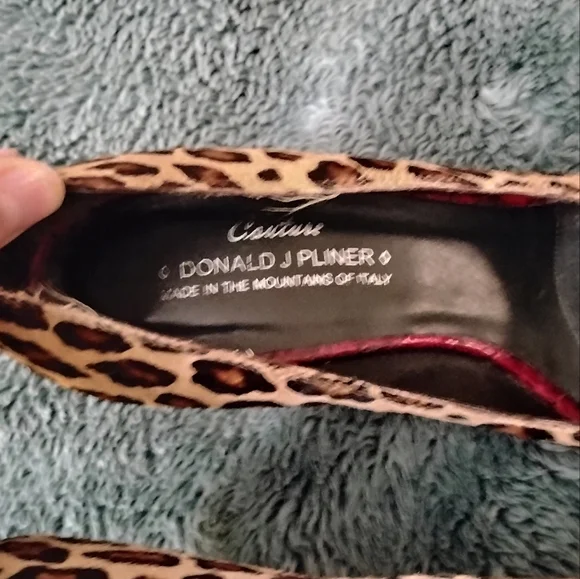 Couture
◊ DONALD J PLINER ◊
MADE IN THE MOUNTAINS OF ITALY